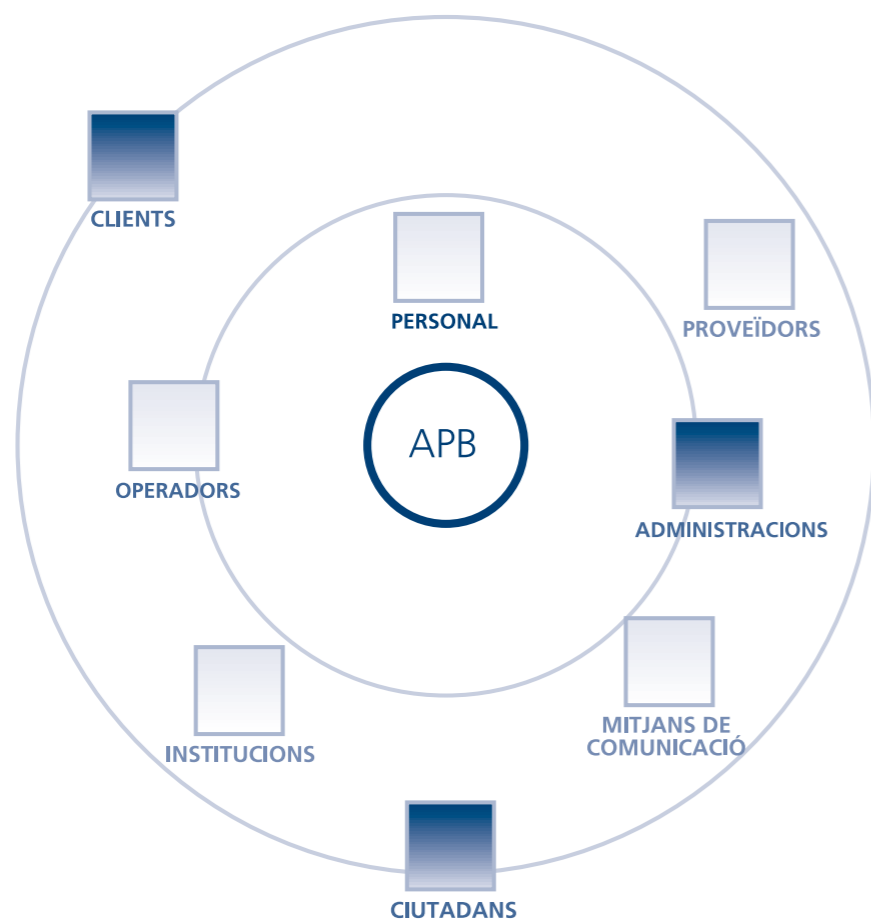 CLIENTS
PERSONAL
PROVEÏDORS
APB
OPERADORS
ADMINISTRACIONS
INSTITUCIONS
MITJANS DE
COMUNICACIÓ
CIUTADANS